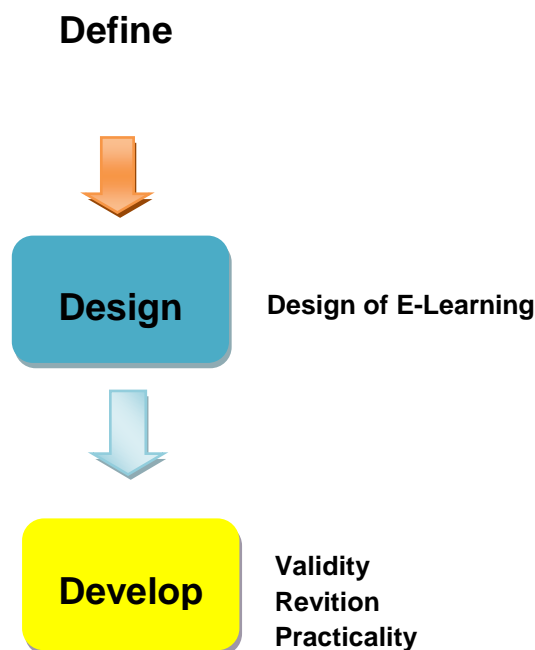 Define
Design
Design of E-Learning
Develop
Validity
Revition
Practicality